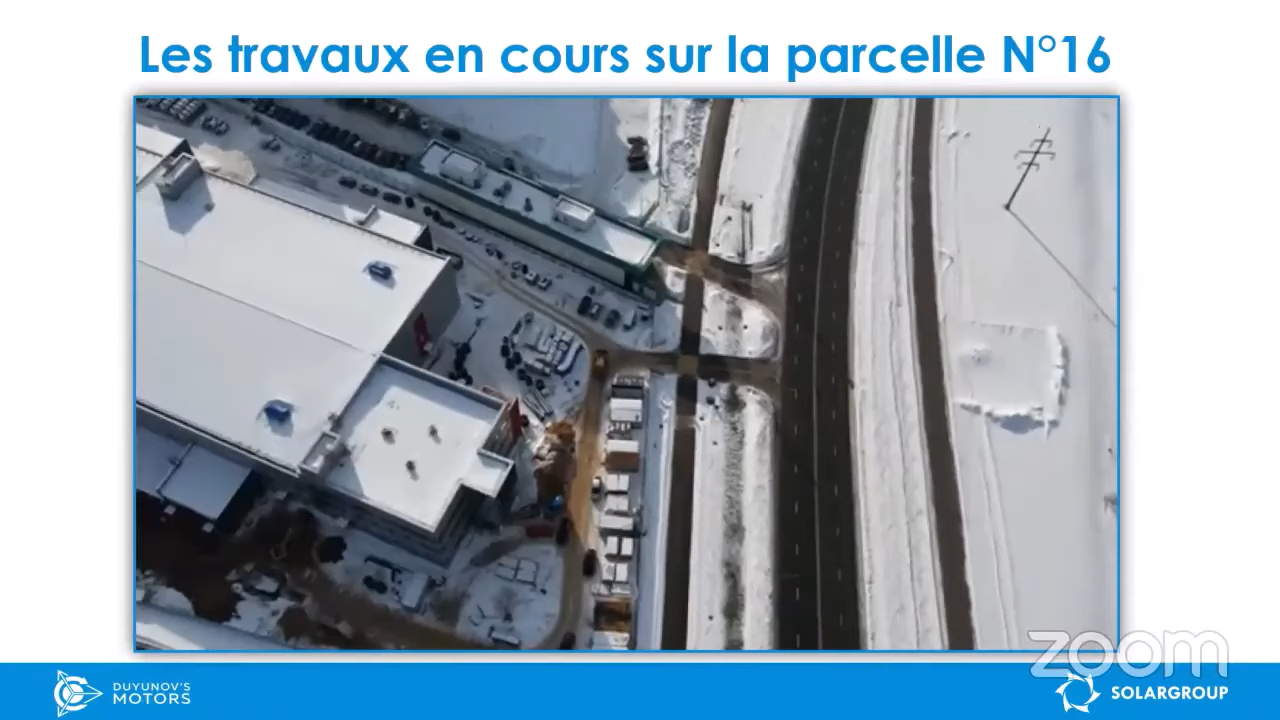 Les travaux en cours sur la parcelle N°16
zoom
DUYUNOV'S
MOTORS
SOLARGROUP